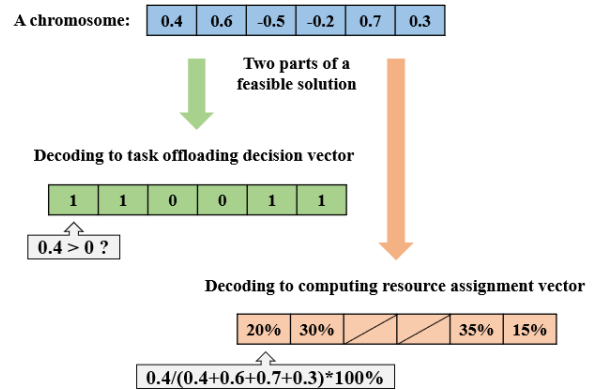 A chromosome: 0.4 0.6 -0.5 -0.2 0.7 0.3
Two parts of a
feasible solution
Decoding to task offloading decision vector
1 1 0 0 1 1
0.4 > 0 ?
Decoding to computing resource assignment vector
20% 30% 35% 15%
0.4/(0.4+0.6+0.7+0.3)*100%